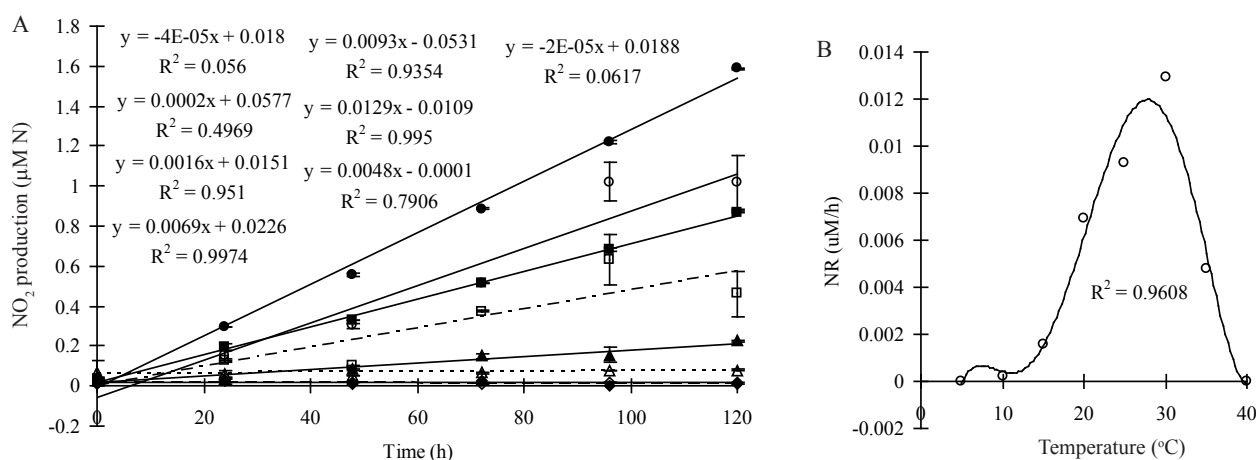 A
NO2 production (μM N)
1.8
1.6
1.4
1.2
1
0.8
0.6
0.4
0.2
0
-0.2
y = -4E-05x + 0.018
R2 = 0.056
y = 0.0002x + 0.0577
R2 = 0.4969
y = 0.0016x + 0.0151
R2 = 0.951
y = 0.0069x + 0.0226
R2 = 0.9974
y = 0.0093x - 0.0531
R2 = 0.9354
y = 0.0129x - 0.0109
R2 = 0.995
y = 0.0048x - 0.0001
R2 = 0.7906
y = -2E-05x + 0.0188
R2 = 0.0617
0 20 40 60 80 100 120
Time (h)
B
NR (uM/h)
0.014
0.012
0.01
0.008
0.006
0.004
0.002
0
-0.002
R2 = 0.9608
0 10 20 30 40
Temperature (°C)